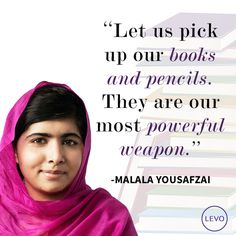 “Let us pick
up our books
and pencils.
They are our
most powerful
weapon.”
-MALALA YOUSAFZAI
LEVO